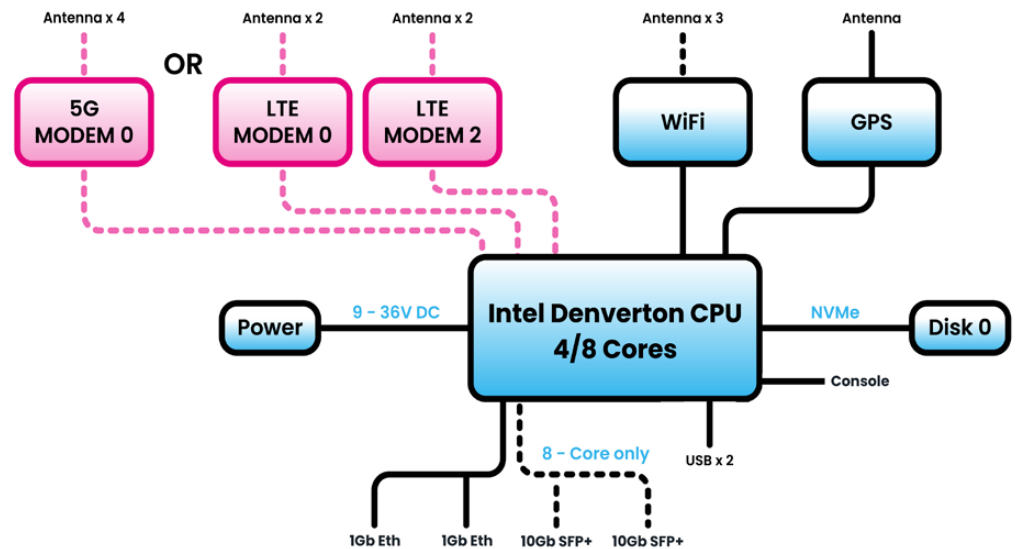 Antenna x 4
Antenna x 2
Antenna x 2
Antenna x 3
Antenna
OR
5G
MODEM 0
LTE
MODEM 0
LTE
MODEM 2
WiFi
GPS
Power
9 - 36V DC
Intel Denverton CPU
4/8 Cores
NVMe
Disk 0
Console
8 - Core only
USB x 2
1Gb Eth
1Gb Eth
10Gb SFP+
10Gb SFP+